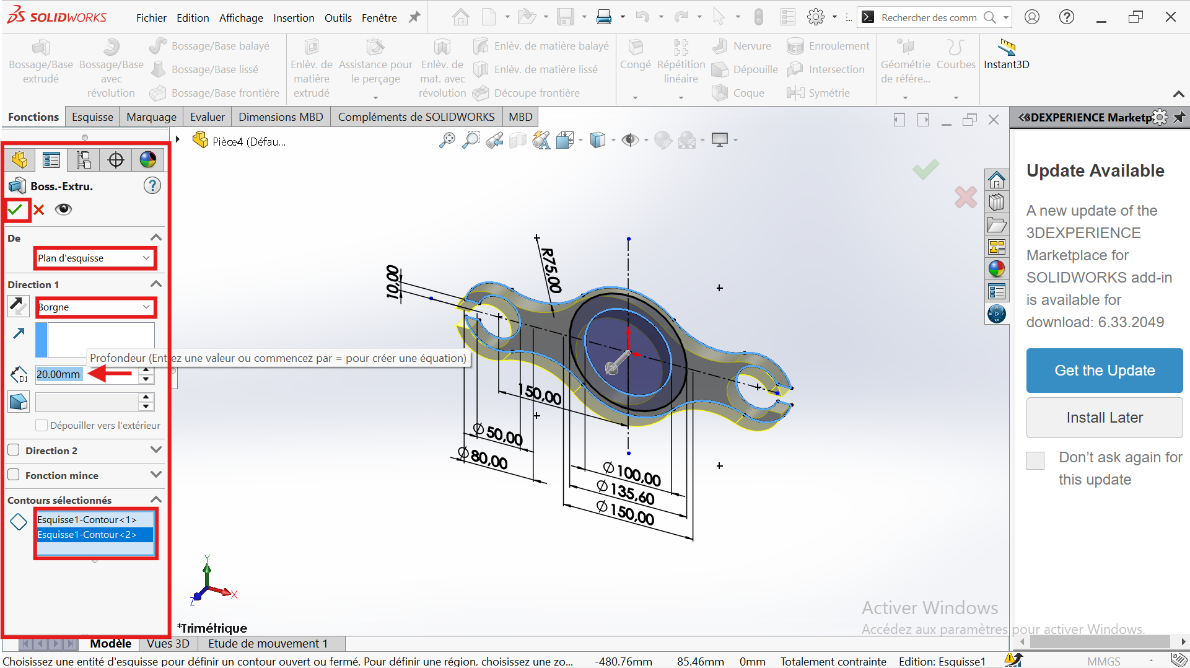 SOLIDWORKS
Fichier Edition Affichage Insertion Outils Fenêtre
Rechercher des comm
Bossage/Base extrudé
Bossage/Base avec révolution
Bossage/Base balayé
Bossage/Base lissé
Bossage/Base frontière
Enlèv. de matière extrudé
Assistance pour le perçage
Enlèv. de mat. avec révolution
Enlèv. de matière balayé
Enlèv. de matière lissé
Découpe frontière
Congé
Répétition linéaire
Nervure
Dépouille
Coque
Enroulement
Intersection
Symétrie
Géométrie de référe...
Courbes
Instant3D
Fonctions Esquisse Marquage Evaluer Dimensions MBD Compléments de SOLIDWORKS MBD
Pièce4 (Défau...
Boss.-Extru.
De
Plan d'esquisse
Direction 1
Borgne
Profondeur (Entrez une valeur ou commencez par = pour créer une équation)
D1
20.00mm
Dépouiller vers l'extérieur
Direction 2
Fonction mince
Contours sélectionnés
Esquisse1-Contour<1>
Esquisse1-Contour<2>
10,00
R75,00
150,00
Ø50,00
Ø80,00
Ø100,00
Ø135,60
Ø150,00
Y
X
Z
*Trimétrique
3DEXPERIENCE Marketp
Update Available
A new update of the
3DEXPERIENCE
Marketplace for
SOLIDWORKS add-in
is available for
download: 6.33.2049
Get the Update
Install Later
Don't ask again for
this update
Activer Windows
Accédez aux paramètres pour activer Windows.
Modèle Vues 3D Etude de mouvement 1
Choisissez une entité d'esquisse pour définir un contour ouvert ou fermé. Pour définir une région, choisissez une zo... -480.76mm 85.46mm 0mm Totalement contrainte Edition: Esquisse1 MMGS